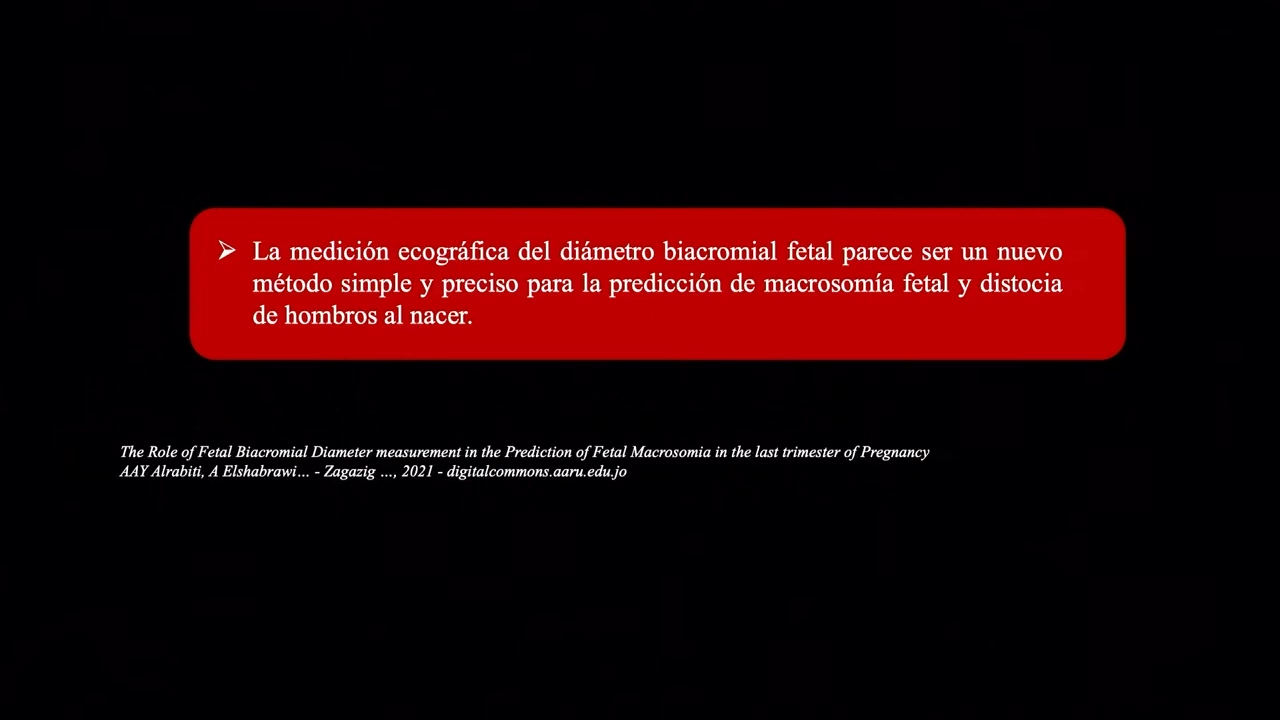 ➢ La medición ecográfica del diámetro biacromial fetal parece ser un nuevo
método simple y preciso para la predicción de macrosomía fetal y distocia
de hombros al nacer.
The Role of Fetal Biacromial Diameter measurement in the Prediction of Fetal Macrosomia in the last trimester of Pregnancy
AAY Alrabiti, A Elshabrawi... - Zagazig ..., 2021 - digitalcommons.aaru.edu.jo